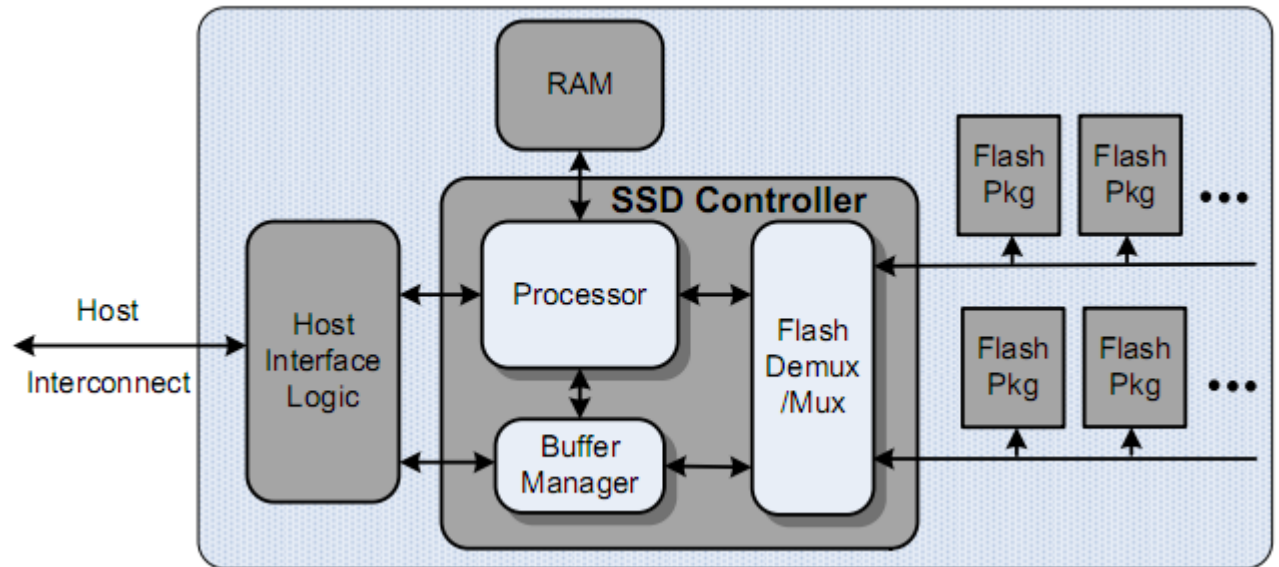 RAM
SSD Controller
Flash
Pkg
Flash
Pkg
•••
Host
Interconnect
Host
Interface
Logic
Processor
Buffer
Manager
Flash
Demux
/Mux
Flash
Pkg
Flash
Pkg
•••